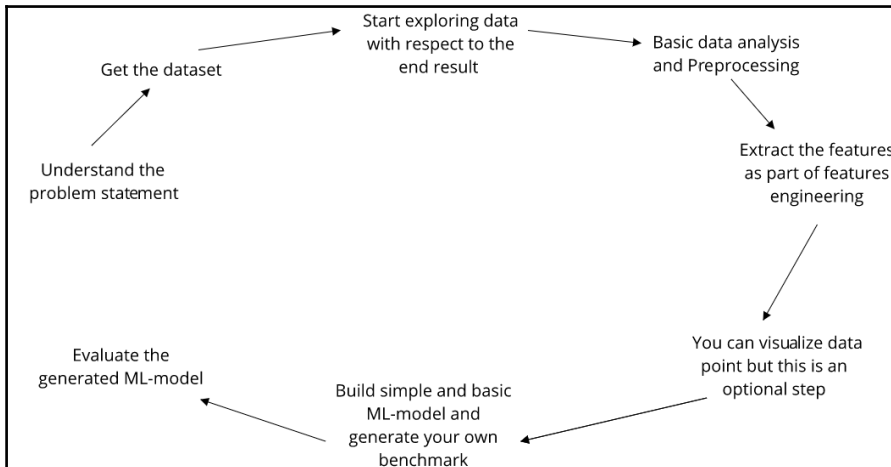 Understand the
problem statement
Get the dataset
Start exploring data
with respect to the
end result
Basic data analysis
and Preprocessing
Extract the features
as part of features
engineering
You can visualize data
point but this is an
optional step
Build simple and basic
ML-model and
generate your own
benchmark
Evaluate the
generated ML-model